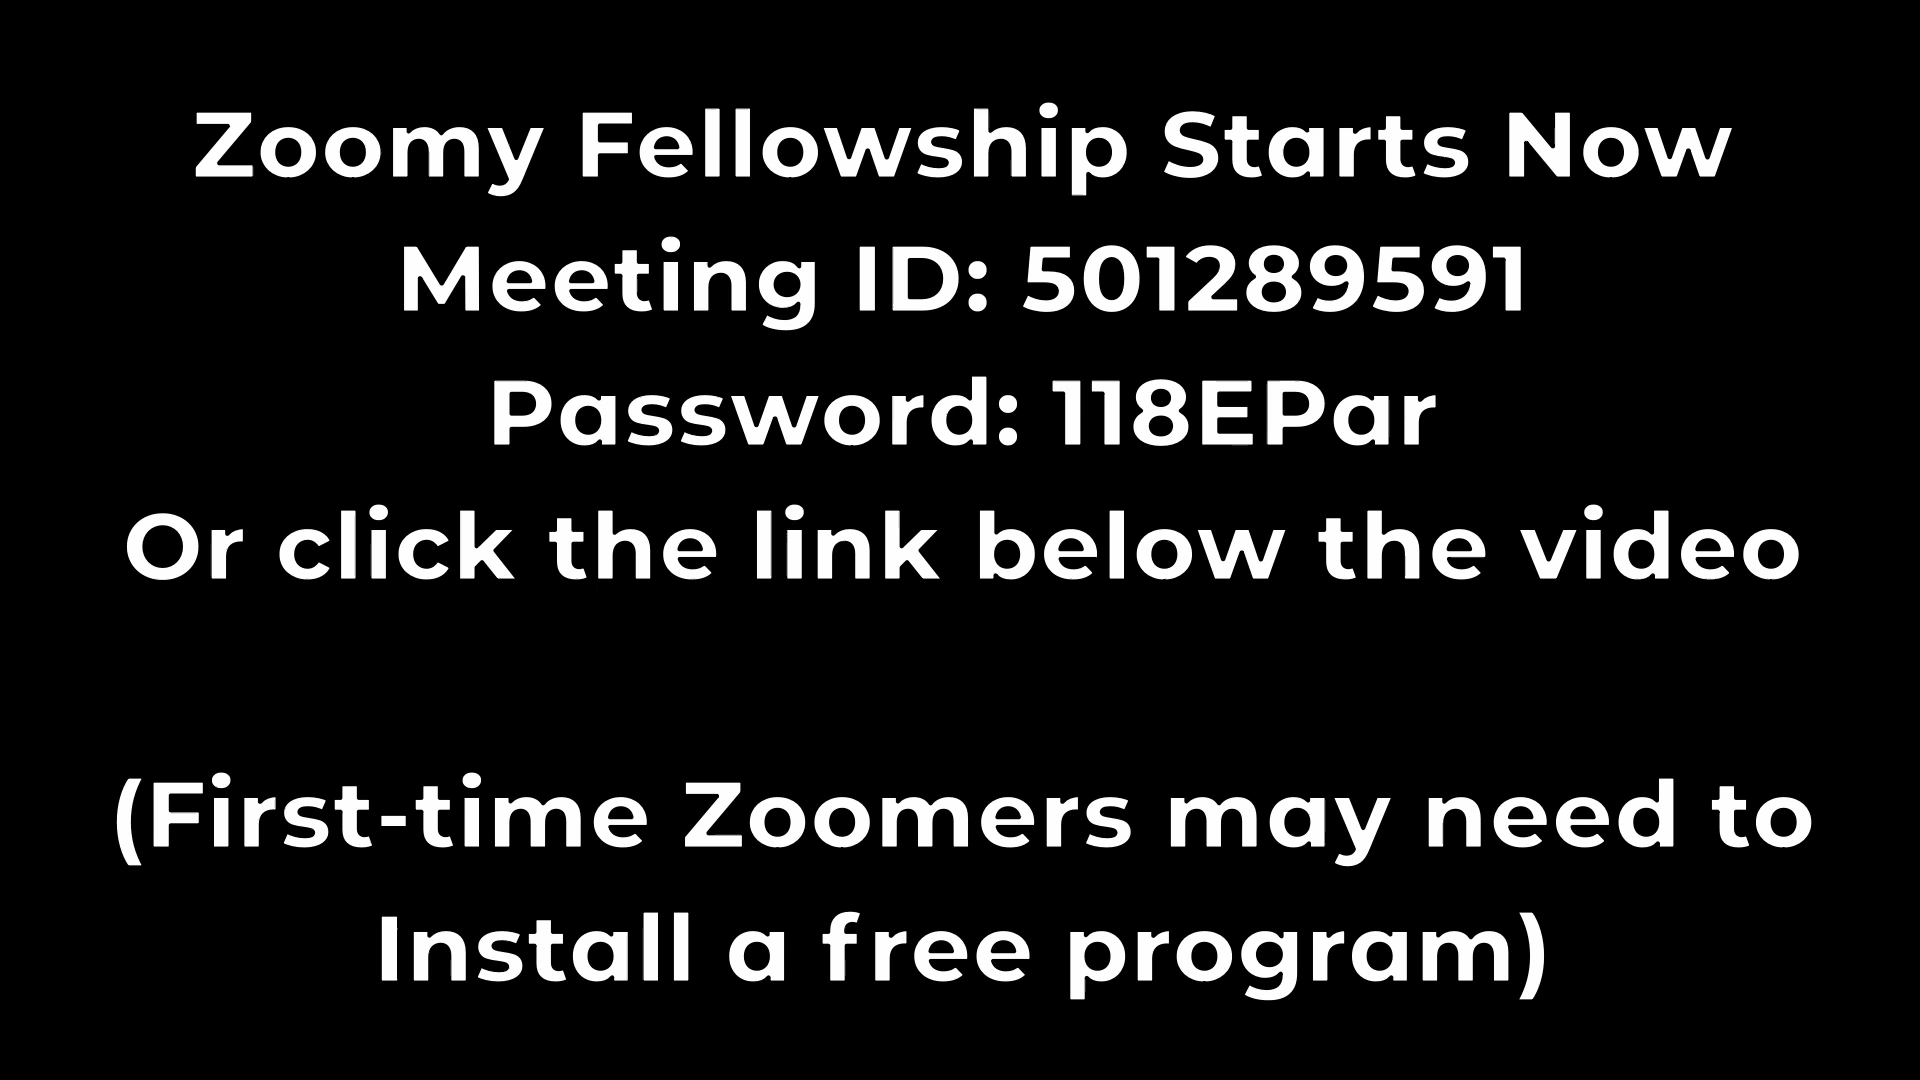 Zoomy Fellowship Starts Now
Meeting ID: 501289591
Password: 118EPar
Or click the link below the video
(First-time Zoomers may need to
Install a free program)